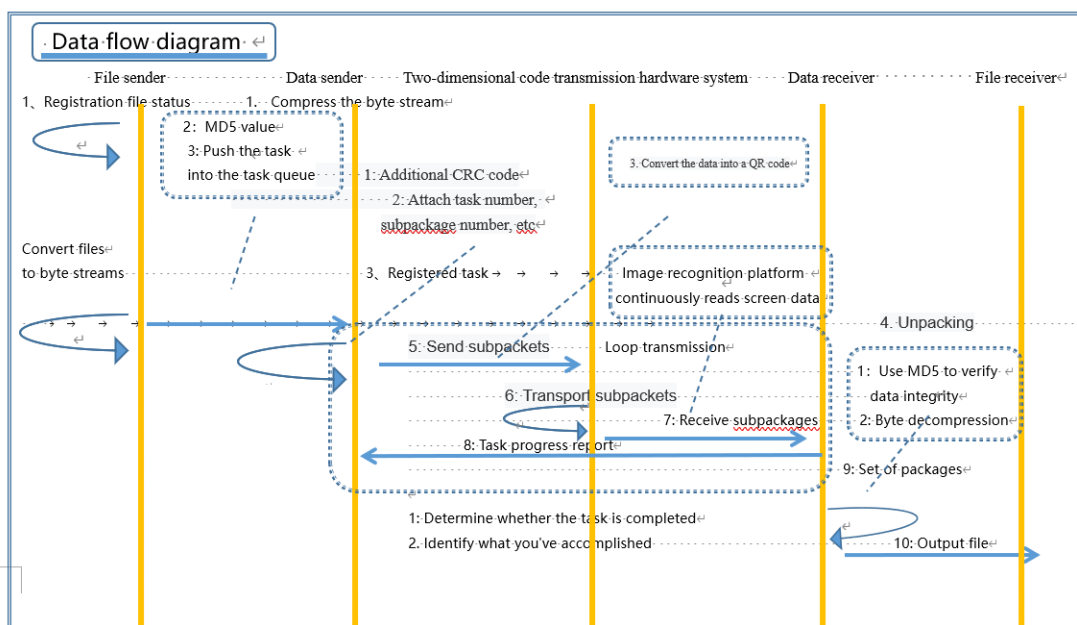 Data flow diagram
File sender Data sender Two-dimensional code transmission hardware system Data receiver File receiver
1、Registration file status 1. Compress the byte stream
2: MD5 value
3: Push the task
into the task queue
3. Convert the data into a QR code
1: Additional CRC code
2: Attach task number,
subpackage number, etc
Convert files
to byte streams
3、Registered task → → → →
Image recognition platform
continuously reads screen data
4. Unpacking
5: Send subpackets
Loop transmission
1: Use MD5 to verify
data integrity
2: Byte decompression
6: Transport subpackets
7: Receive subpackages
8: Task progress report
9: Set of packages
1: Determine whether the task is completed
2. Identify what you've accomplished
10: Output file